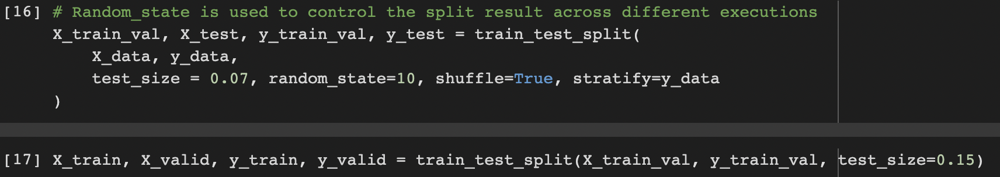 [16] # Random_state is used to control the split result across different executions
X_train_val, X_test, y_train_val, y_test = train_test_split(
X_data, y_data,
test_size = 0.07, random_state=10, shuffle=True, stratify=y_data
)
[17] X_train, X_valid, y_train, y_valid = train_test_split(X_train_val, y_train_val, test_size=0.15)